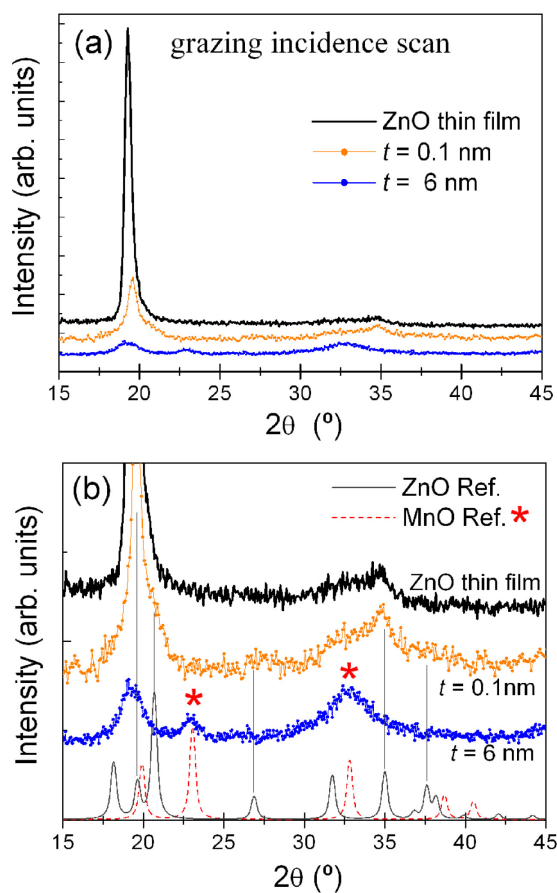 (a) grazing incidence scan
ZnO thin film
t = 0.1 nm
t = 6 nm
Intensity (arb. units)
15 20 25 30 35 40 45
2θ (º)
(b)
ZnO Ref.
MnO Ref. *
ZnO thin film
*
*
t = 0.1nm
t = 6 nm
Intensity (arb. units)
15 20 25 30 35 40 45
2θ (º)